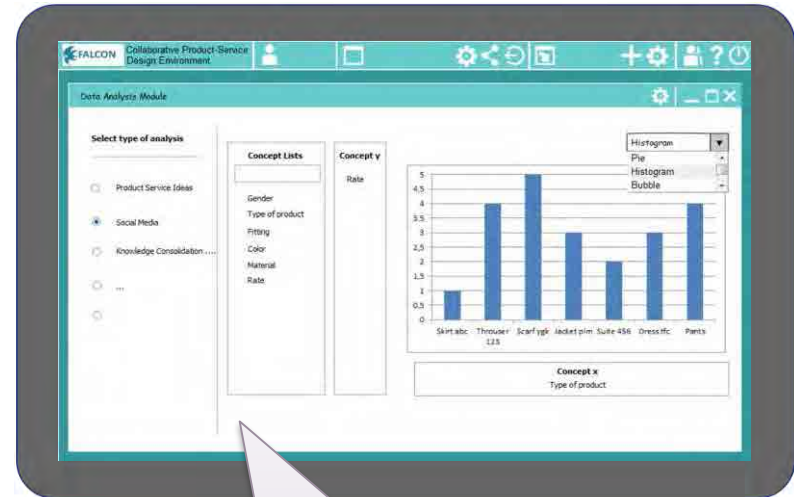 FALCON
Collaborative Product-Service
Design Environment
?
Data Analysis Module
Select type of analysis
Product Service Ideas
Social Media
Knowledge Consolidation ....
...
Concept Lists
Gender
Type of product
Fitting
Color
Material
Rate
Concept y
Rate
Histogram
Pie
Histogram
Bubble
5
4,5
4
3,5
3
2,5
2
1,5
1
0,5
0
Skirt abc
Throuser
123
Scarf ygk
Jacket plm
Suite 456
Dress ffc
Pants
Concept x
Type of product